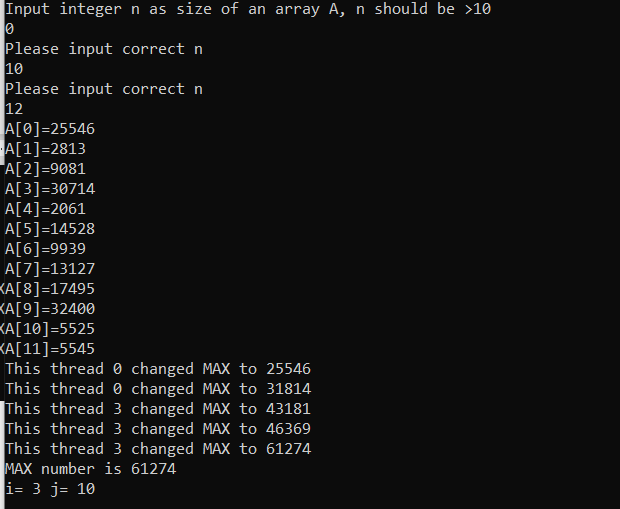 Input integer n as size of an array A, n should be >10
0
Please input correct n
10
Please input correct n
12
A[0]=25546
A[1]=2813
A[2]=9081
A[3]=30714
A[4]=2061
A[5]=14528
A[6]=9939
A[7]=13127
A[8]=17495
A[9]=32400
A[10]=5525
A[11]=5545
This thread 0 changed MAX to 25546
This thread 0 changed MAX to 31814
This thread 3 changed MAX to 43181
This thread 3 changed MAX to 46369
This thread 3 changed MAX to 61274
MAX number is 61274
i= 3 j= 10